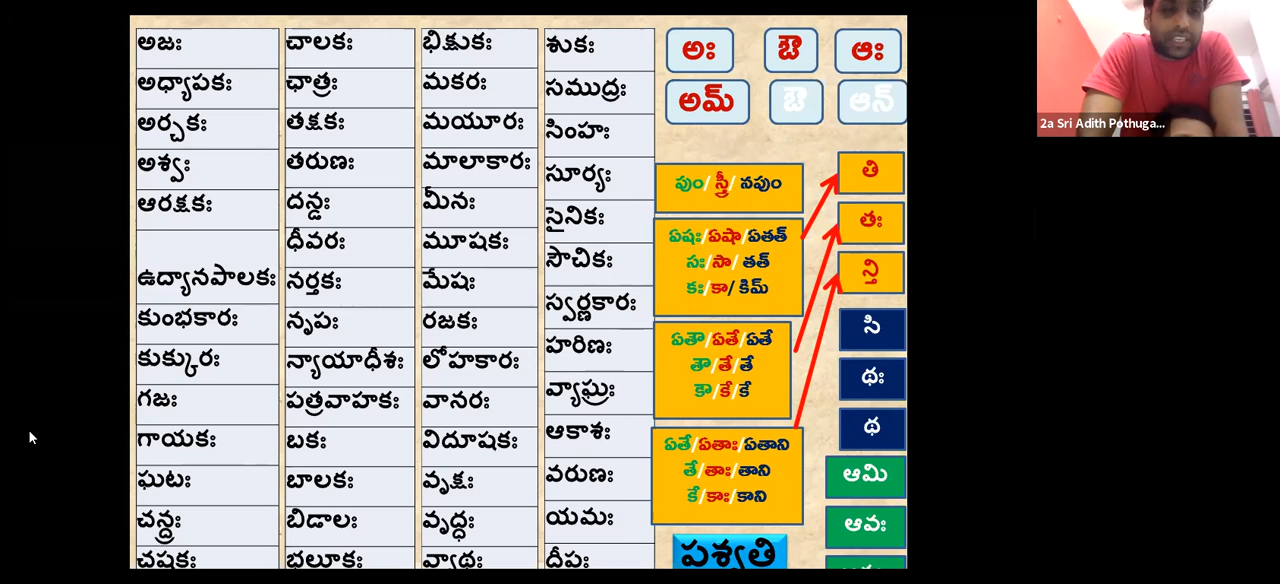 అజః
అధ్యాపకః
అర్చకః
అశ్వః
ఆరక్షకః
ఉద్యానపాలకః
కుంభకారః
కుక్కురః
గజః
గాయకః
ఘటః
చన్ద్రః
చషకః
చాలకః
ఛాత్రః
తక్షకః
తరుణః
దన్డః
ధీవరః
నర్తకః
నృపః
న్యాయాధీశః
పత్రవాహకః
బకః
బాలకః
బిడాలః
భల్లూకః
భిక్షుకః
మకరః
మయూరః
మాలాకారః
మీనః
మూషకః
మేషః
రజకః
లోహకారః
వానరః
విదూషకః
వృక్షః
వృద్ధః
వ్యాధః
శుకః
సముద్రః
సింహః
సూర్యః
సైనికః
సౌచికః
స్వర్ణకారః
హరిణః
వ్యాఘ్రః
ఆకాశః
వరుణః
యమః
దీపః
అః ఔ ఆః
అమ్ ఔ ఆన్
పుం/ స్త్రీ/ నపుం
ఏషః/ఏషా/ఏతత్
సః/సా/ తత్
కః/కా/ కిమ్
ఏతౌ/ఏతే/ఏతే
తౌ/తే/తే
కౌ/కే/కే
ఏతే/ఏతాః/ఏతాని
తే/తాః/తాని
కే/కాః/కాని
పశ్యతి
తి
తః
న్తి
సి
థః
థ
ఆమి
ఆవః
2a Sri Adith Pothuga...